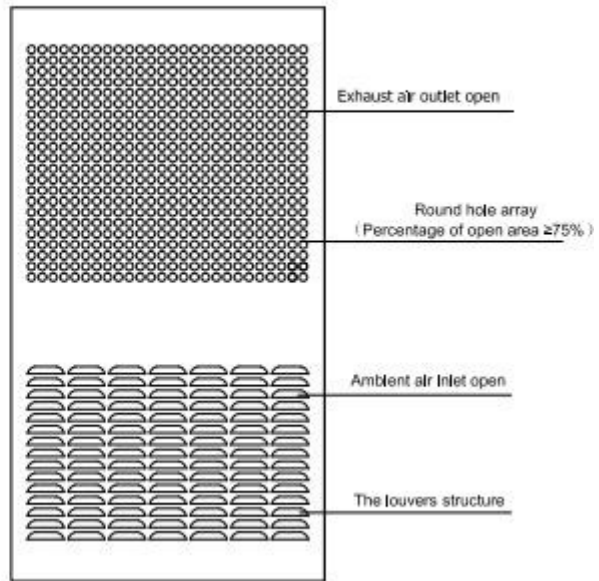 Exhaust air outlet open
Round hole array
(Percentage of open area ≥75%)
Ambient air Inlet open
The louvers structure